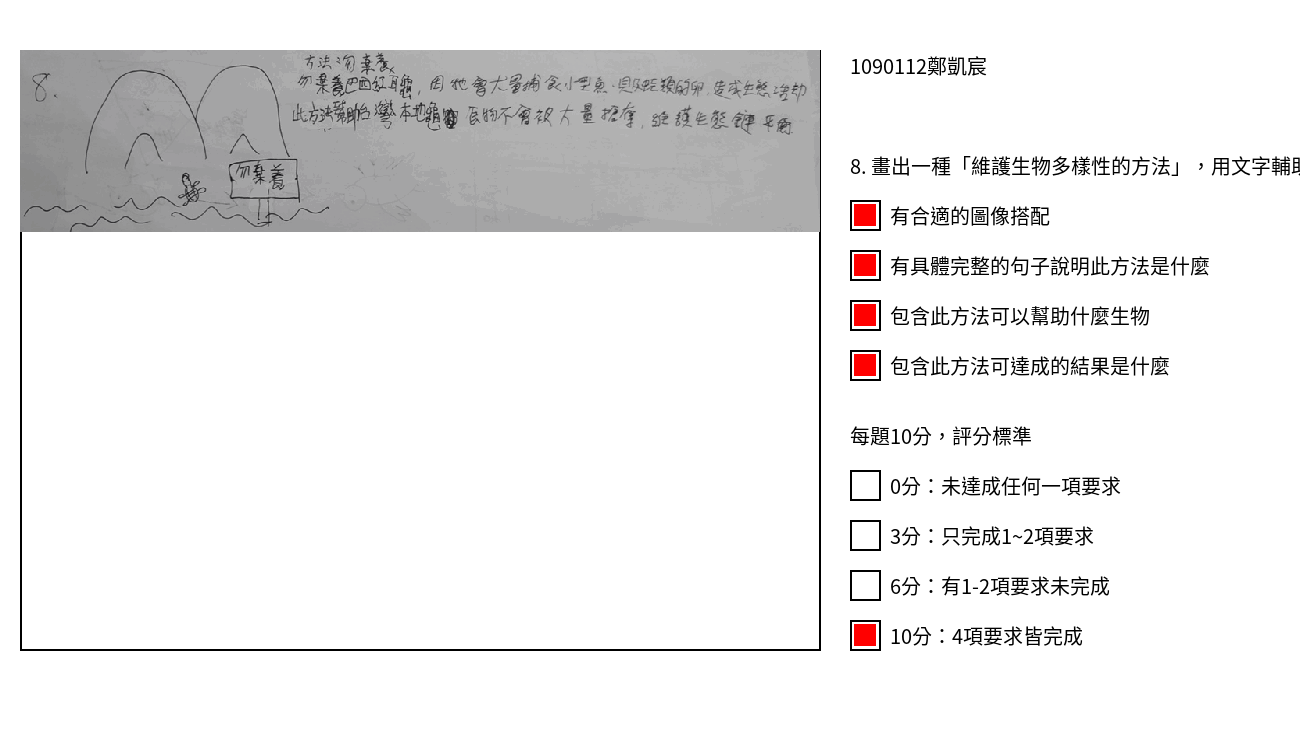 8.
方法:勿棄養
勿棄養巴西紅耳龜，因牠會大量捕食小型魚、貝及蛙類的卵，造成生態浩劫
此方法幫助台灣本地龜 食物不會被大量搶奪，維護生態鏈平衡
勿棄養
1090112鄭凱宸
8. 畫出一種「維護生物多樣性的方法」，用文字輔助
有合適的圖像搭配
有具體完整的句子說明此方法是什麼
包含此方法可以幫助什麼生物
包含此方法可達成的結果是什麼
每題10分，評分標準
0分：未達成任何一項要求
3分：只完成1~2項要求
6分：有1-2項要求未完成
10分：4項要求皆完成